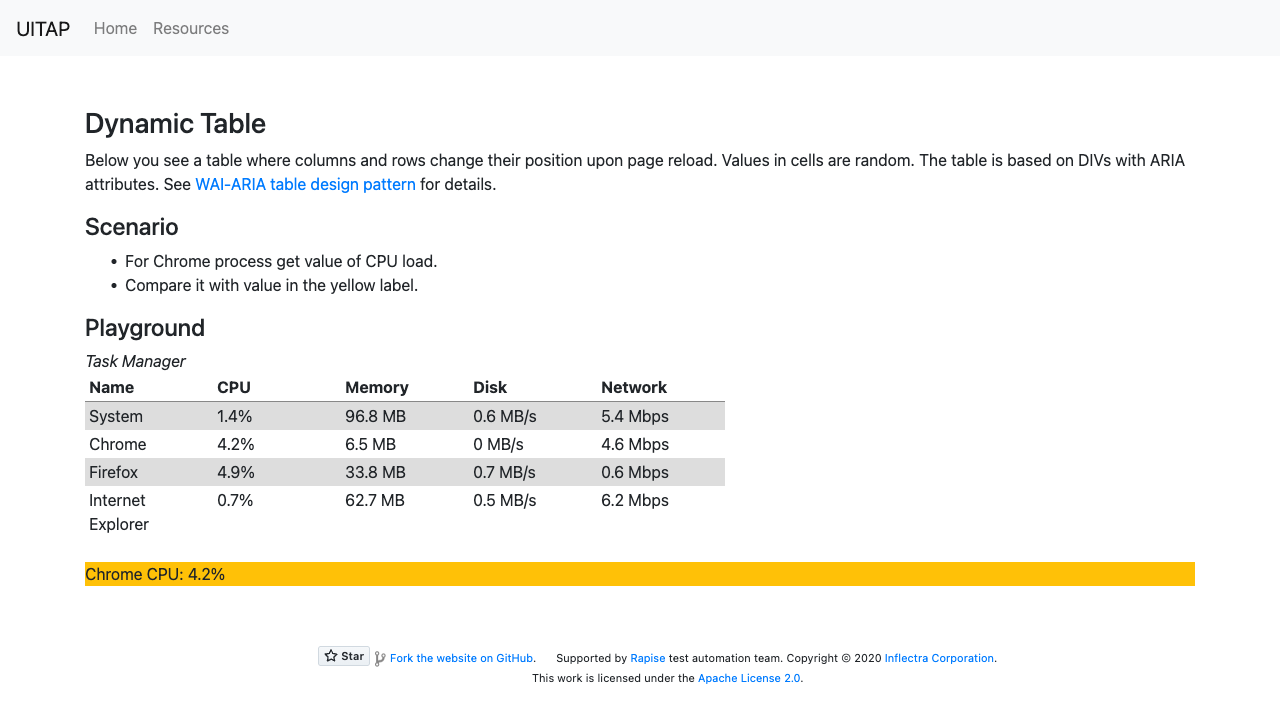 UITAP Home Resources
Dynamic Table
Below you see a table where columns and rows change their position upon page reload. Values in cells are random. The table is based on DIVs with ARIA
attributes. See WAI-ARIA table design pattern for details.
Scenario
• For Chrome process get value of CPU load.
• Compare it with value in the yellow label.
Playground
Task Manager
Name CPU Memory Disk Network
System 1.4% 96.8 MB 0.6 MB/s 5.4 Mbps
Chrome 4.2% 6.5 MB 0 MB/s 4.6 Mbps
Firefox 4.9% 33.8 MB 0.7 MB/s 0.6 Mbps
Internet 0.7% 62.7 MB 0.5 MB/s 6.2 Mbps
Explorer
Chrome CPU: 4.2%
Star Fork the website on GitHub. Supported by Rapise test automation team. Copyright © 2020 Inflectra Corporation.
This work is licensed under the Apache License 2.0.